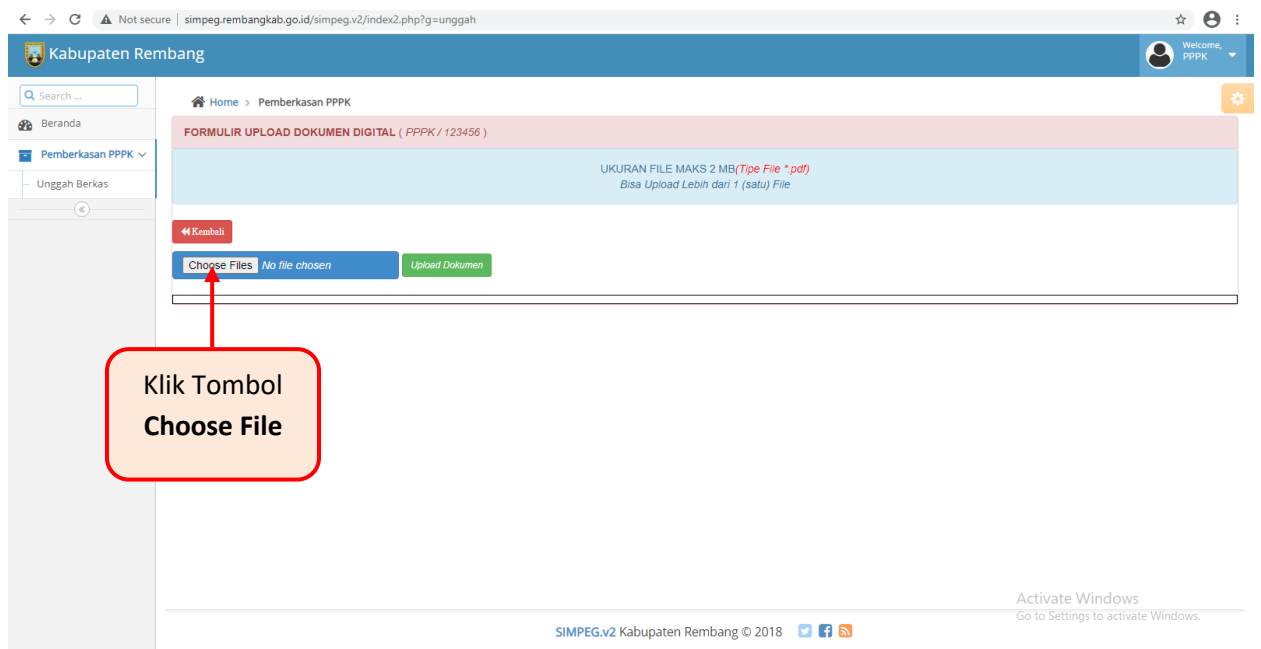 Not secure | simpeg.rembangkab.go.id/simpeg.v2/index2.php?g=unggah
Kabupaten Rembang
Welcome,
PPPK
Search ...
Home > Pemberkasan PPPK
Beranda
FORMULIR UPLOAD DOKUMEN DIGITAL ( PPPK / 123456 )
Pemberkasan PPPK
UKURAN FILE MAKS 2 MB(Tipe File *.pdf)
Bisa Upload Lebih dari 1 (satu) File
Unggah Berkas
Kembali
Choose Files No file chosen
Upload Dokumen
Klik Tombol
Choose File
Activate Windows
Go to Settings to activate Windows.
SIMPEG.v2 Kabupaten Rembang © 2018